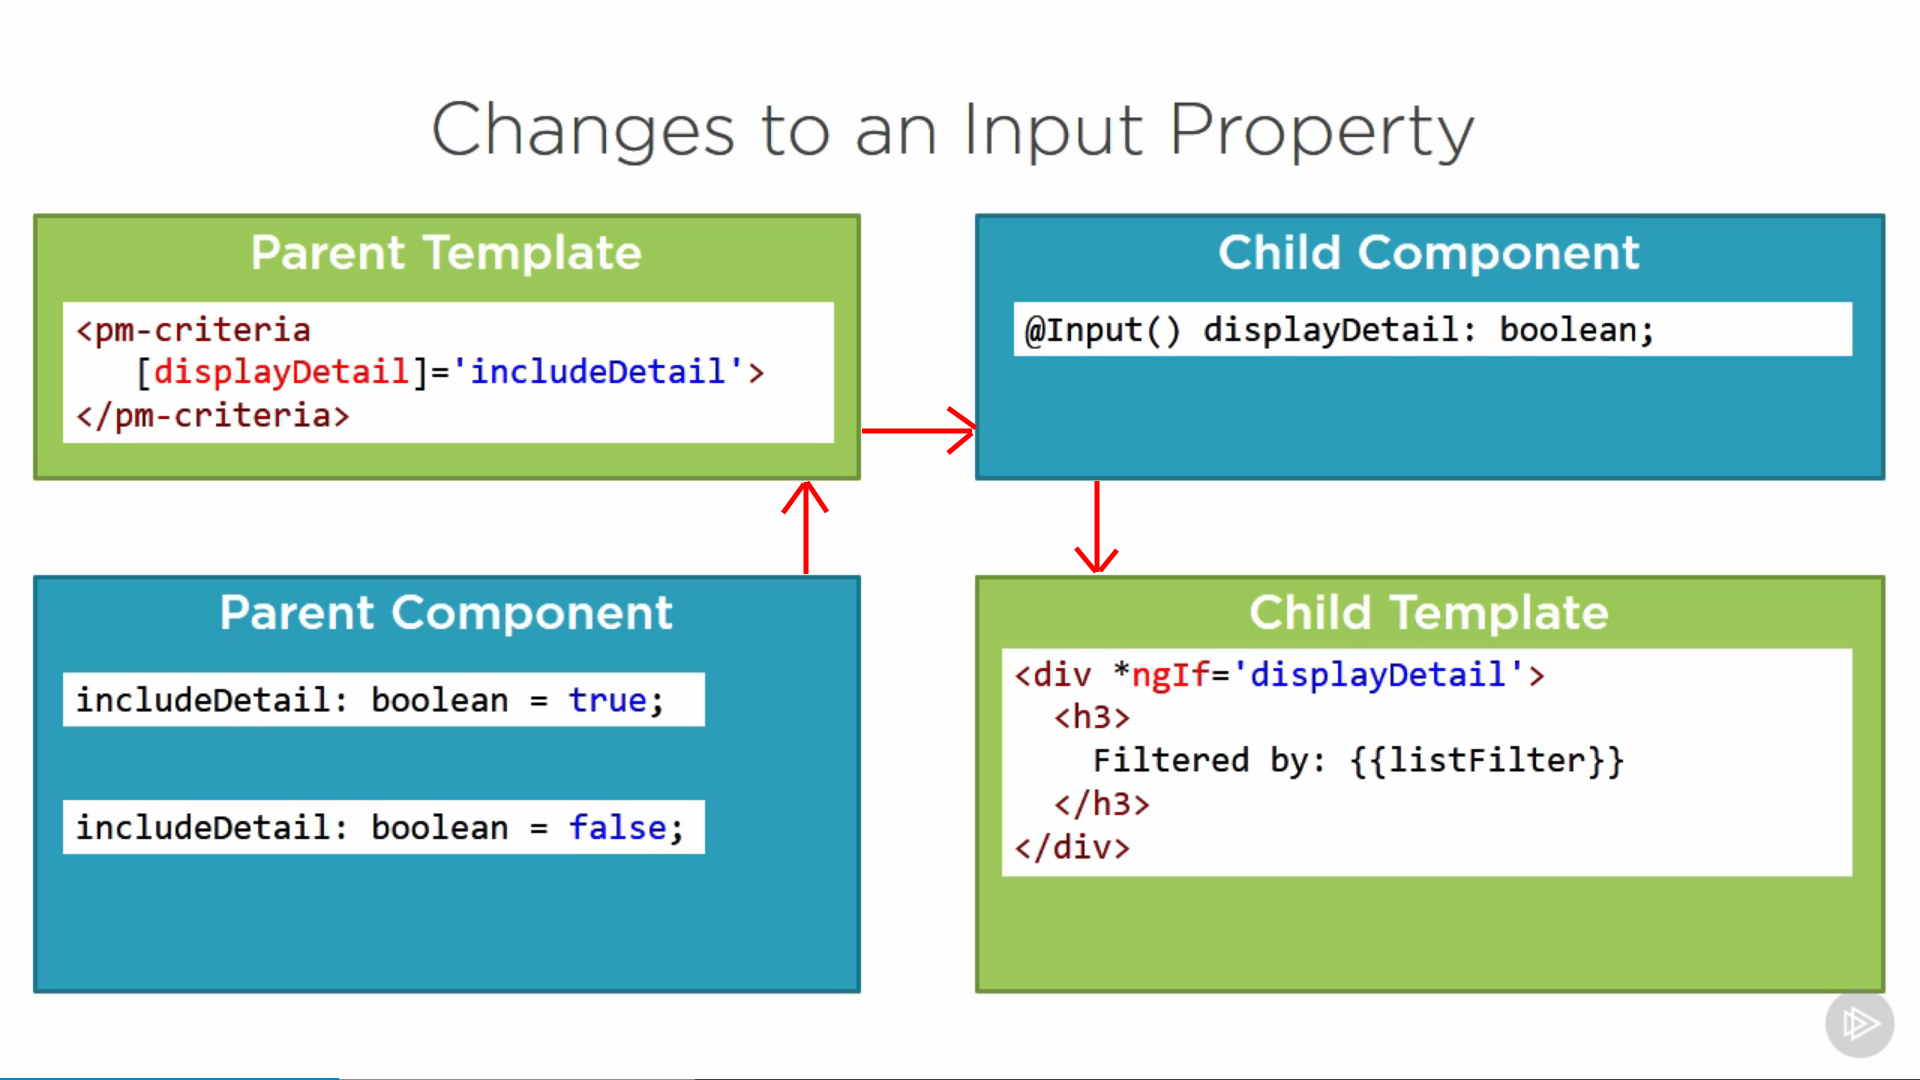 Changes to an Input Property
Parent Template
<pm-criteria
[displayDetail]='includeDetail'>
</pm-criteria>
Child Component
@Input() displayDetail: boolean;
Parent Component
includeDetail: boolean = true;
includeDetail: boolean = false;
Child Template
<div *ngIf='displayDetail'>
<h3>
Filtered by: {{listFilter}}
</h3>
</div>